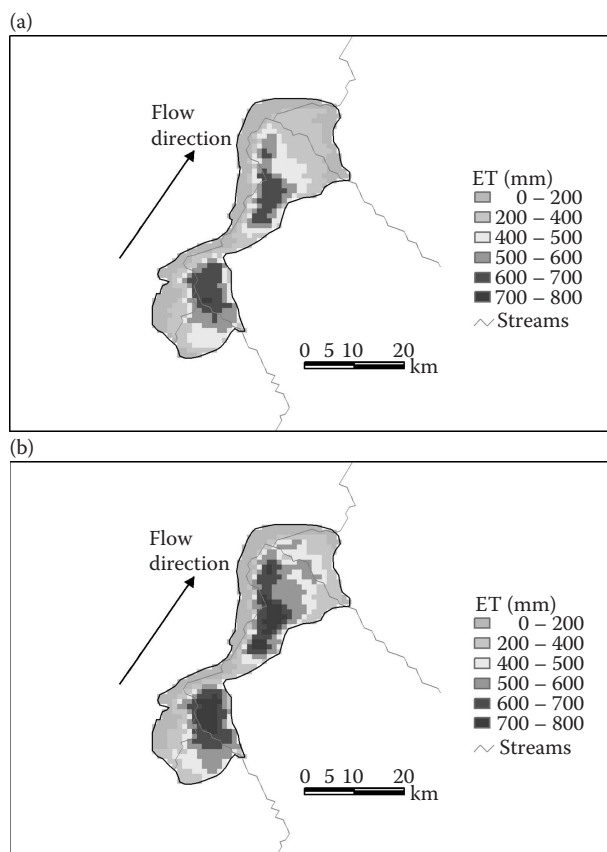 (a)
Flow
direction
ET (mm)
0 – 200
200 – 400
400 – 500
500 – 600
600 – 700
700 – 800
Streams
0 5 10 20
km
(b)
Flow
direction
ET (mm)
0 – 200
200 – 400
400 – 500
500 – 600
600 – 700
700 – 800
Streams
0 5 10 20
km